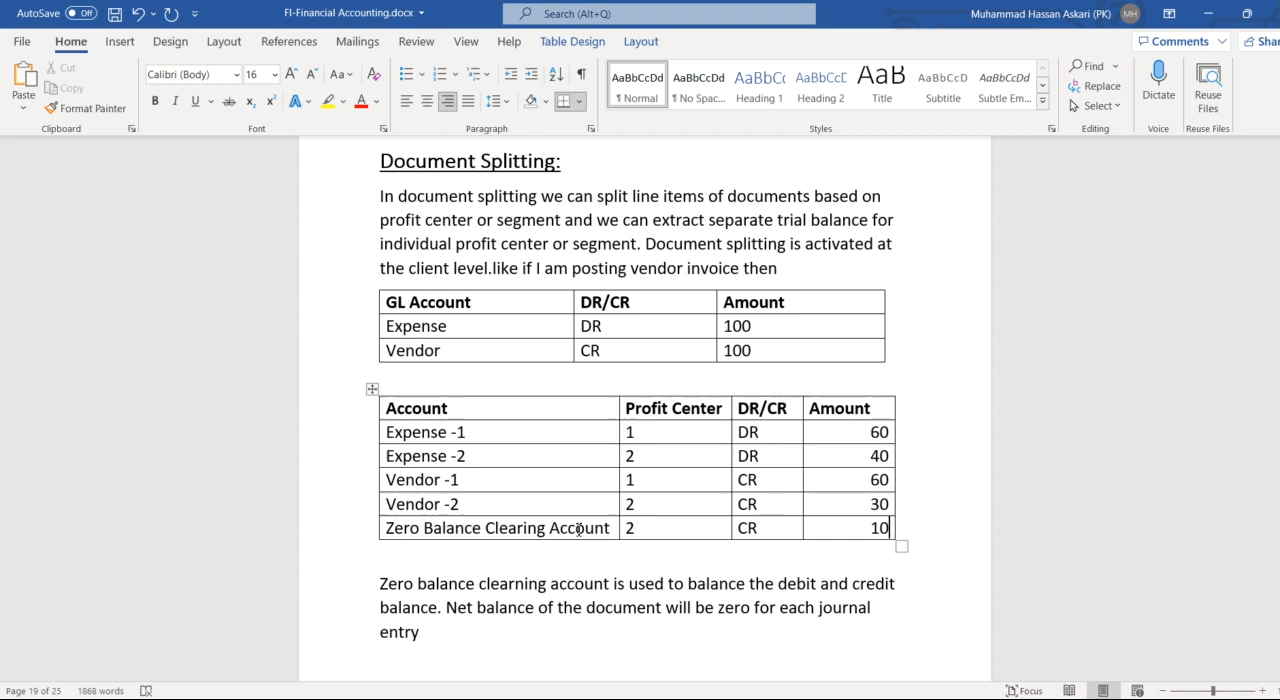 AutoSave Off FI-Financial Accounting.docx Search (Alt+Q) Muhammad Hassan Askari (PK) MH
File Home Insert Design Layout References Mailings Review View Help Table Design Layout Comments Shar
Paste Cut Copy Format Painter
Calibri (Body) 16
AaBbCcDd AaBbCcDd AaBbC( AaBbCcE AaB AaBbCcD AaBbCcDd
¶ Normal ¶ No Spac... Heading 1 Heading 2 Title Subtitle Subtle Em...
Find Replace Select Dictate Reuse Files
Clipboard Font Paragraph Styles Editing Voice Reuse Files
Document Splitting:
In document splitting we can split line items of documents based on
profit center or segment and we can extract separate trial balance for
individual profit center or segment. Document splitting is activated at
the client level.like if I am posting vendor invoice then
GL Account DR/CR Amount
Expense DR 100
Vendor CR 100
Account Profit Center DR/CR Amount
Expense -1 1 DR 60
Expense -2 2 DR 40
Vendor -1 1 CR 60
Vendor -2 2 CR 30
Zero Balance Clearing Account 2 CR 10
Zero balance clearning account is used to balance the debit and credit
balance. Net balance of the document will be zero for each journal
entry
Page 19 of 25 1868 words Focus